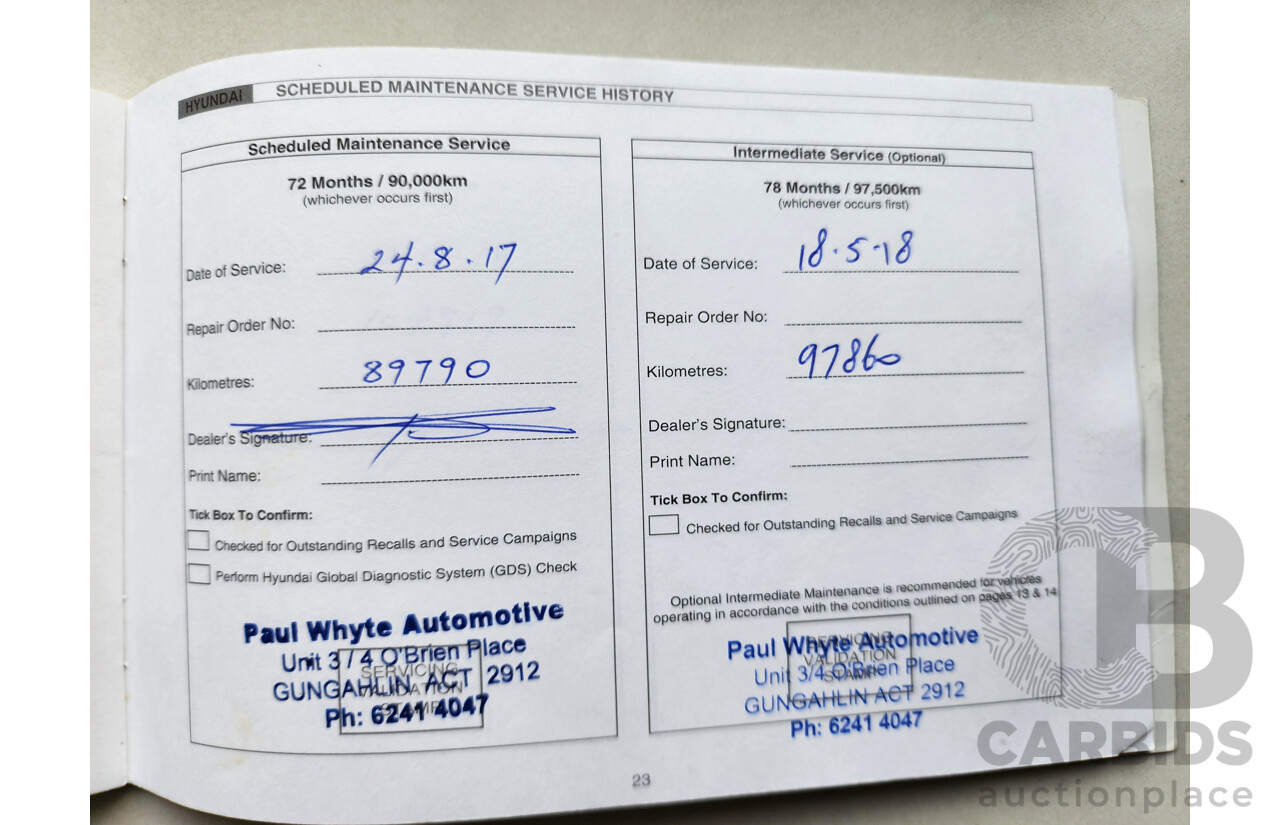 HYUNDAI
SCHEDULED MAINTENANCE SERVICE HISTORY
Scheduled Maintenance Service
72 Months / 90,000km
(whichever occurs first)
Date of Service: 24.8.17
Repair Order No:
Kilometres: 89790
Dealer's Signature:
Print Name:
Tick Box To Confirm:
Checked for Outstanding Recalls and Service Campaigns
Perform Hyundai Global Diagnostic System (GDS) Check
SERVICING
VALIDATION
STAMP
Paul Whyte Automotive
Unit 3 / 4 O'Brien Place
GUNGAHLIN ACT 2912
Ph: 6241 4047
Intermediate Service (Optional)
78 Months / 97,500km
(whichever occurs first)
Date of Service: 18.5.18
Repair Order No:
Kilometres: 97860
Dealer's Signature:
Print Name:
Tick Box To Confirm:
Checked for Outstanding Recalls and Service Campaigns
Optional Intermediate Maintenance is recommended for vehicles
operating in accordance with the conditions outlined on pages 13 & 14
SERVICING
VALIDATION
STAMP
Paul Whyte Automotive
Unit 3/4 O'Brien Place
GUNGAHLIN ACT 2912
Ph: 6241 4047
23
CB
CARBIDS
auctionplace